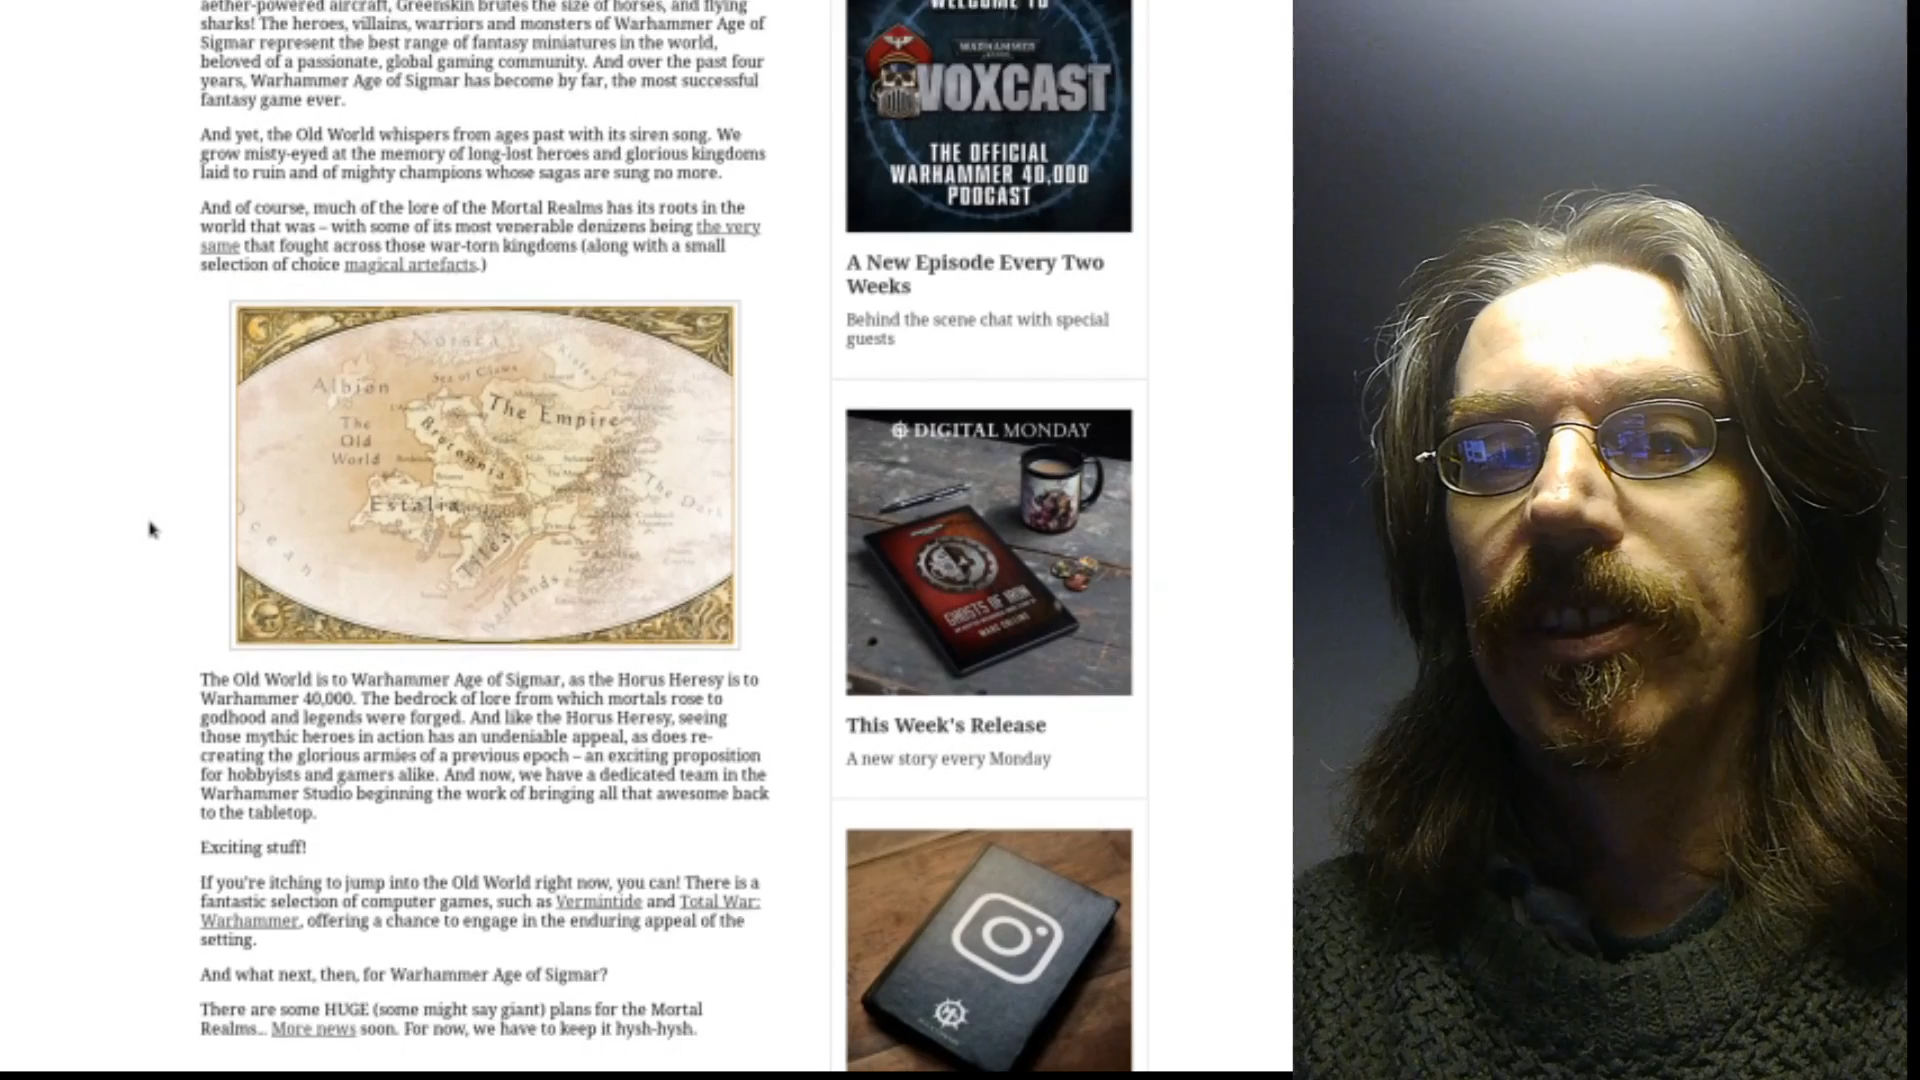 aether-powered aircraft, Greenskin brutes the size of horses, and flying
sharks! The heroes, villains, warriors and monsters of Warhammer Age of
Sigmar represent the best range of fantasy miniatures in the world,
beloved of a passionate, global gaming community. And over the past four
years, Warhammer Age of Sigmar has become by far, the most successful
fantasy game ever.
And yet, the Old World whispers from ages past with its siren song. We
grow misty-eyed at the memory of long-lost heroes and glorious kingdoms
laid to ruin and of mighty champions whose sagas are sung no more.
And of course, much of the lore of the Mortal Realms has its roots in the
world that was – with some of its most venerable denizens being the very
same that fought across those war-torn kingdoms (along with a small
selection of choice magical artefacts.)
Norsca
Albion
Sea of Claws
Kislev
The
Old
World
The Empire
Bretonnia
Estalia
Tilea
The Dark
Badlands
Ocean
The Old World is to Warhammer Age of Sigmar, as the Horus Heresy is to
Warhammer 40,000. The bedrock of lore from which mortals rose to
godhood and legends were forged. And like the Horus Heresy, seeing
those mythic heroes in action has an undeniable appeal, as does re-
creating the glorious armies of a previous epoch – an exciting proposition
for hobbyists and gamers alike. And now, we have a dedicated team in the
Warhammer Studio beginning the work of bringing all that awesome back
to the tabletop.
Exciting stuff!
If you're itching to jump into the Old World right now, you can! There is a
fantastic selection of computer games, such as Vermintide and Total War:
Warhammer, offering a chance to engage in the enduring appeal of the
setting.
And what next, then, for Warhammer Age of Sigmar?
There are some HUGE (some might say giant) plans for the Mortal
Realms... More news soon. For now, we have to keep it hysh-hysh.
WELCOME TO
WARHAMMER
VOXCAST
THE OFFICIAL
WARHAMMER 40,000
PODCAST
A New Episode Every Two
Weeks
Behind the scene chat with special
guests
DIGITAL MONDAY
GHOSTS OF IRON
MARC COLLINS
This Week's Release
A new story every Monday